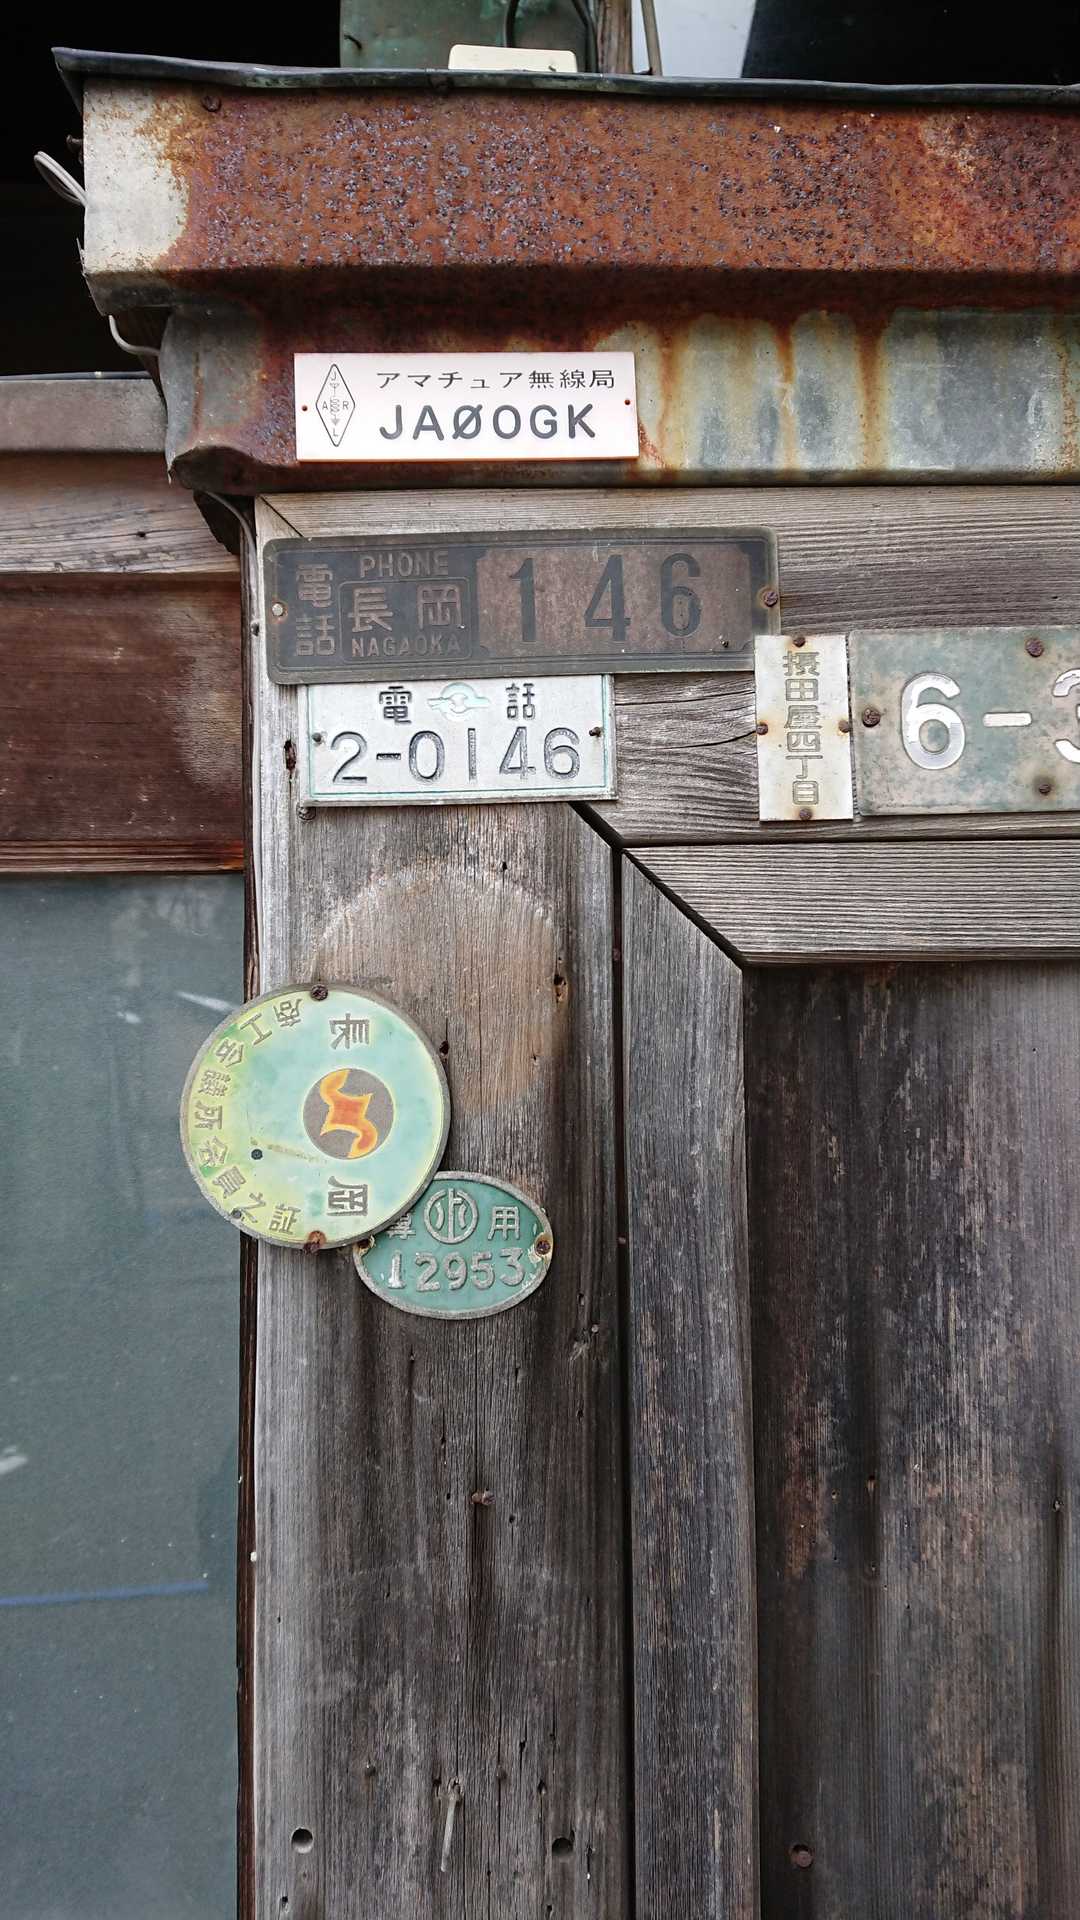 JARL
アマチュア無線局
JAØOGK
電話
PHONE
長岡
NAGAOKA
146
電話
2-0146
摂田屋四丁目
6-3
長岡
商工会議所会員之証
水
専用
12953